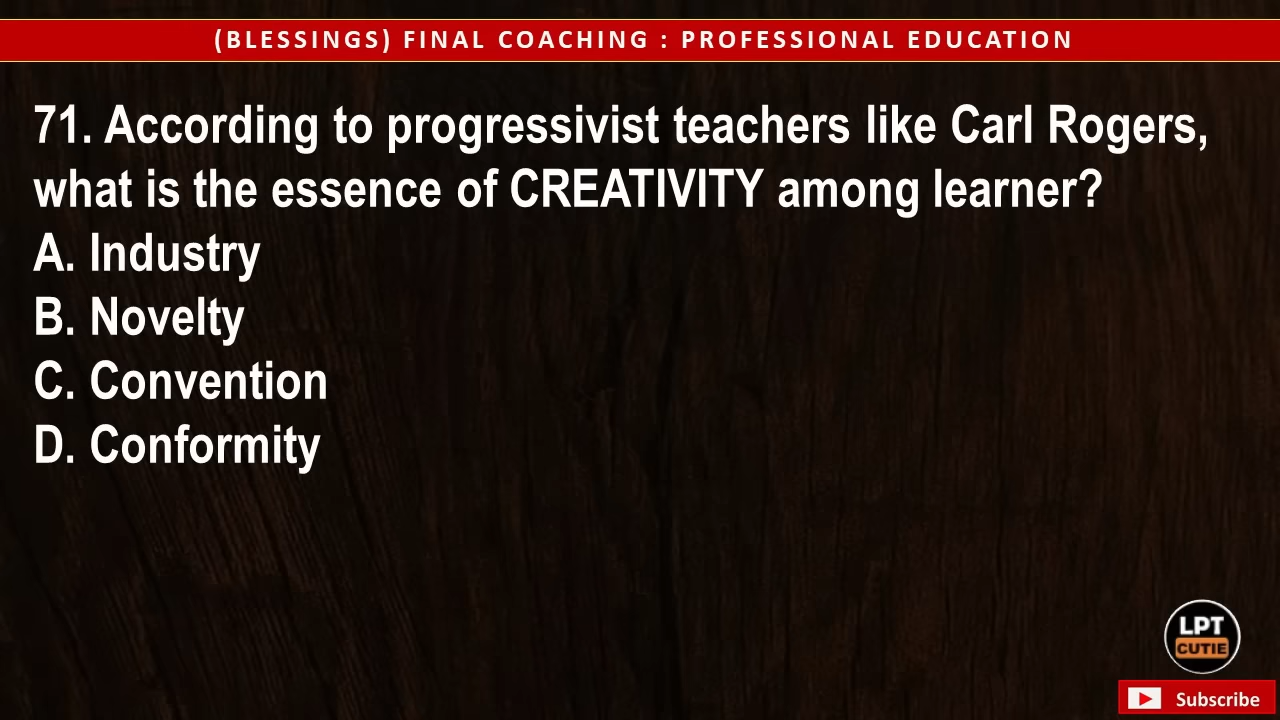 (BLESSINGS) FINAL COACHING : PROFESSIONAL EDUCATION
71. According to progressivist teachers like Carl Rogers,
what is the essence of CREATIVITY among learner?
A. Industry
B. Novelty
C. Convention
D. Conformity
LPT
CUTIE
Subscribe